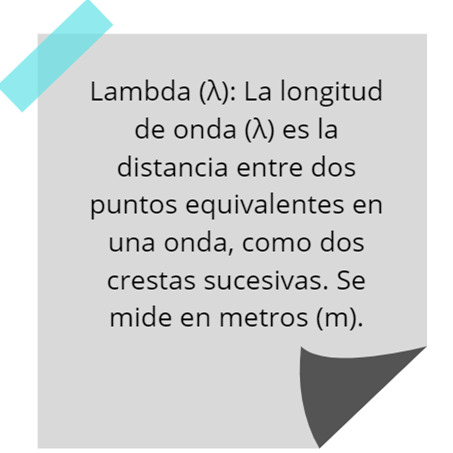 Lambda (λ): La longitud
de onda (λ) es la
distancia entre dos
puntos equivalentes en
una onda, como dos
crestas sucesivas. Se
mide en metros (m).